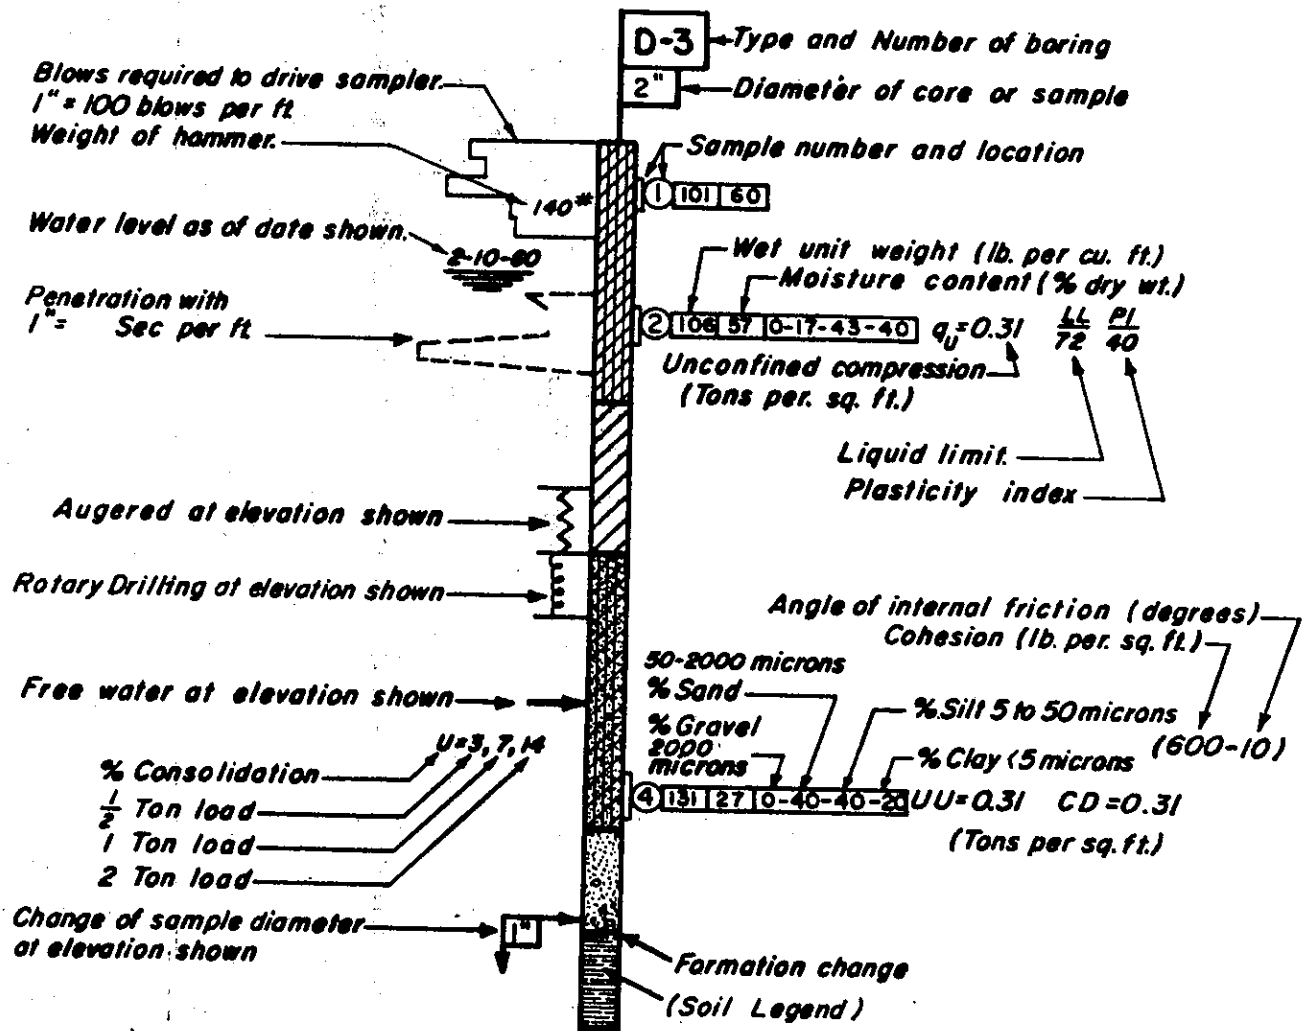 D-3
Type and Number of boring
2"
Diameter of core or sample
Blows required to drive sampler.
1" = 100 blows per ft.
Weight of hammer.
140#
Sample number and location
1 101 60
Water level as of date shown.
2-10-60
Wet unit weight (lb. per cu. ft.)
Moisture content (% dry wt.)
Penetration with
1" = Sec per ft.
2 106 57 0-17-43-40 qu=0.31 LL PI
72 40
Unconfined compression
(Tons per. sq. ft.)
Liquid limit.
Plasticity index
Augered at elevation shown
Rotary Drilling at elevation shown
Angle of internal friction (degrees)
Cohesion (lb. per. sq. ft.)
(600-10)
50-2000 microns
% Sand
% Gravel
2000
microns
% Silt 5 to 50 microns
% Clay <5 microns
Free water at elevation shown
U=3, 7, 14
% Consolidation
1/2 Ton load
1 Ton load
2 Ton load
4 131 27 0-40-40-20 UU=0.31 CD=0.31
(Tons per sq. ft.)
Change of sample diameter
at elevation shown
1"
Formation change
(Soil Legend)